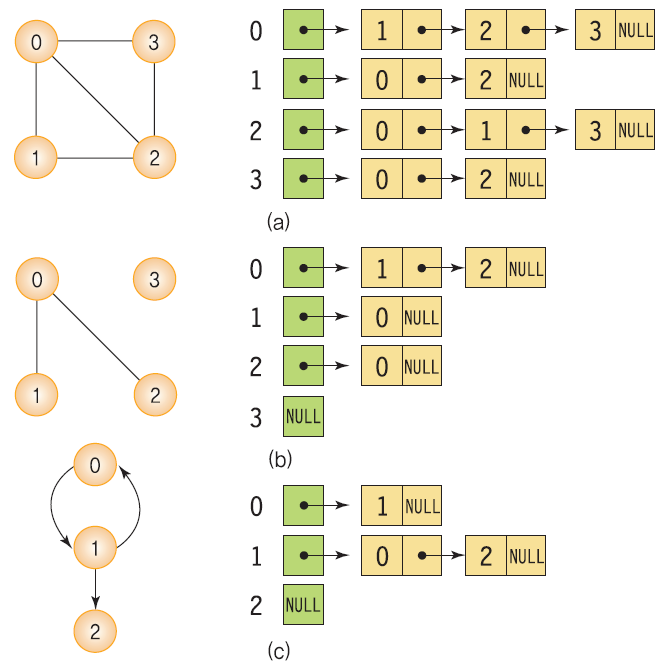 0 3
1 2
0 1 2 3 NULL
1 0 2 NULL
2 0 1 3 NULL
3 0 2 NULL
(a)
0 3
1 2
0 1 2 NULL
1 0 NULL
2 0 NULL
3 NULL
(b)
0
1
2
0 1 NULL
1 0 2 NULL
2 NULL
(c)